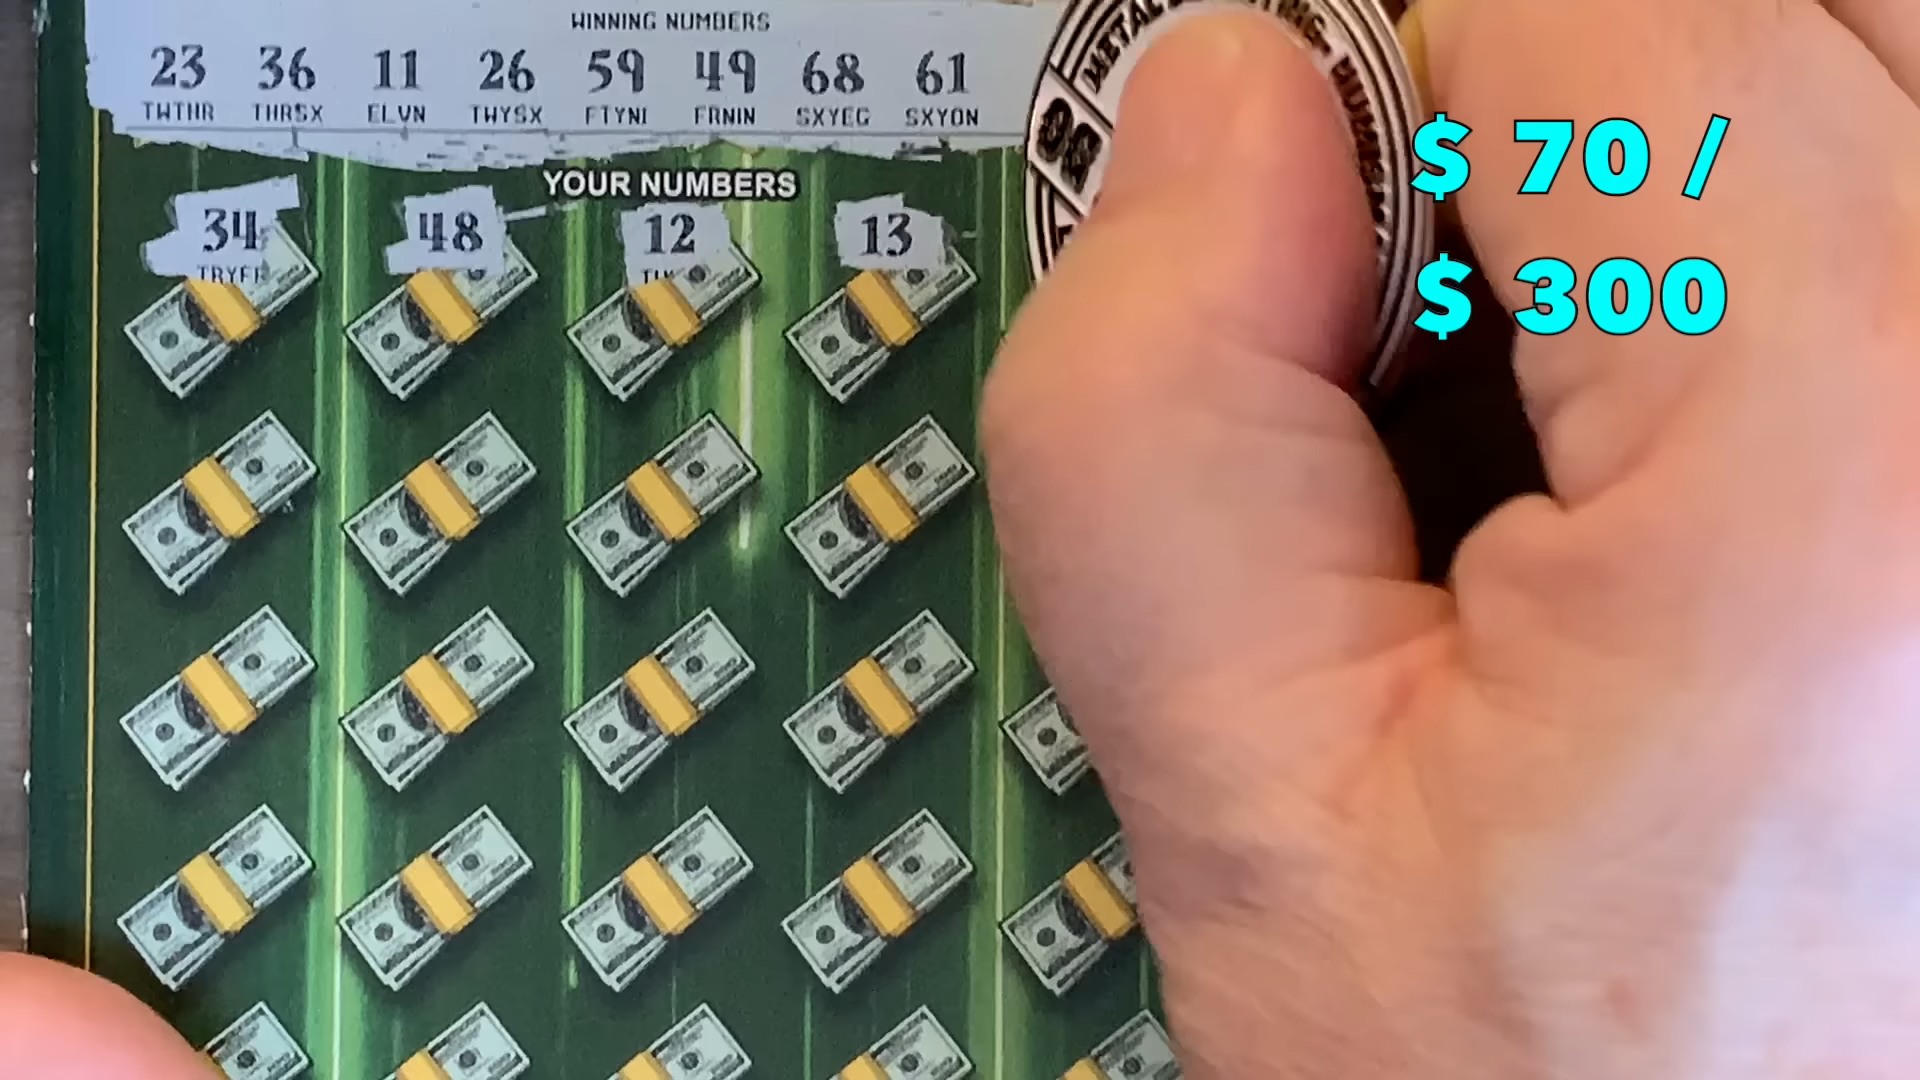 WINNING NUMBERS
23 36 11 26 59 49 68 61
TWTHR THRSX ELVN TWYSX FTYNI FRNIN SXYEG SXYON
YOUR NUMBERS
34 48 12 13
METAL
$ 70 /
$ 300